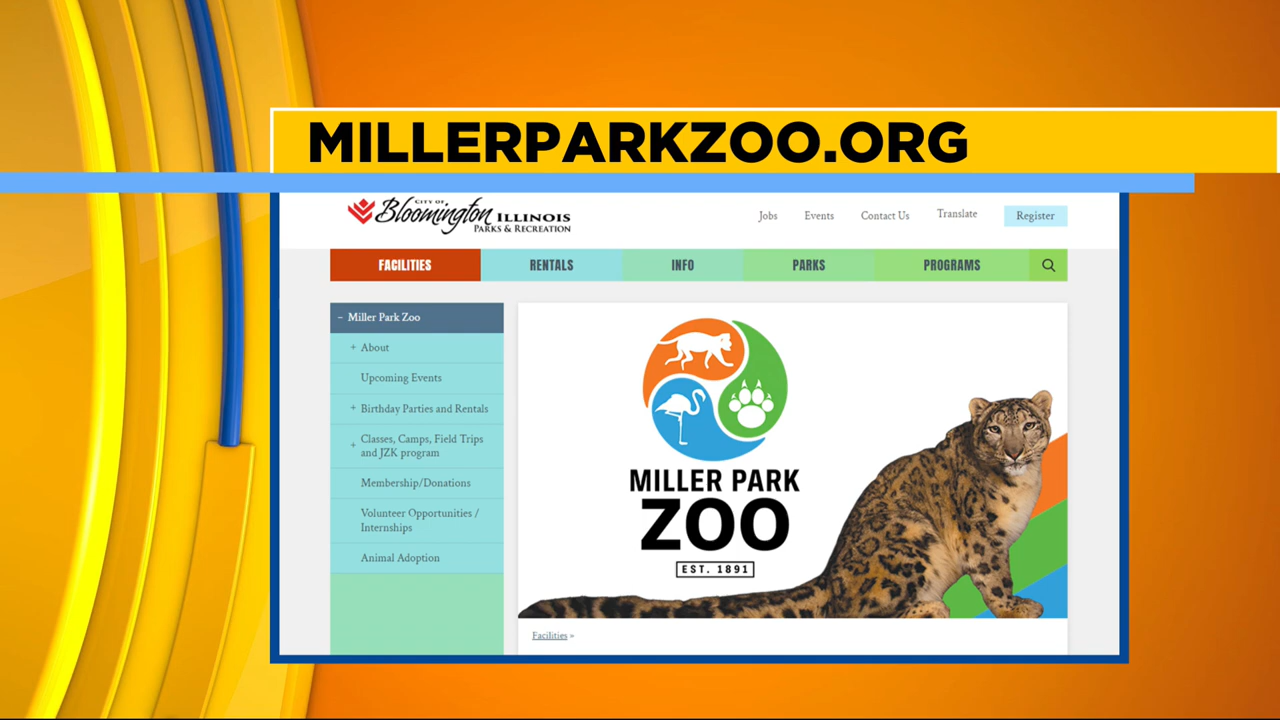 MILLERPARKZOO.ORG
CITY OF
Bloomington ILLINOIS
PARKS & RECREATION
Jobs Events Contact Us Translate Register
FACILITIES RENTALS INFO PARKS PROGRAMS
− Miller Park Zoo
+ About
Upcoming Events
+ Birthday Parties and Rentals
+ Classes, Camps, Field Trips
and JZK program
Membership/Donations
Volunteer Opportunities /
Internships
Animal Adoption
MILLER PARK
ZOO
EST. 1891
Facilities >